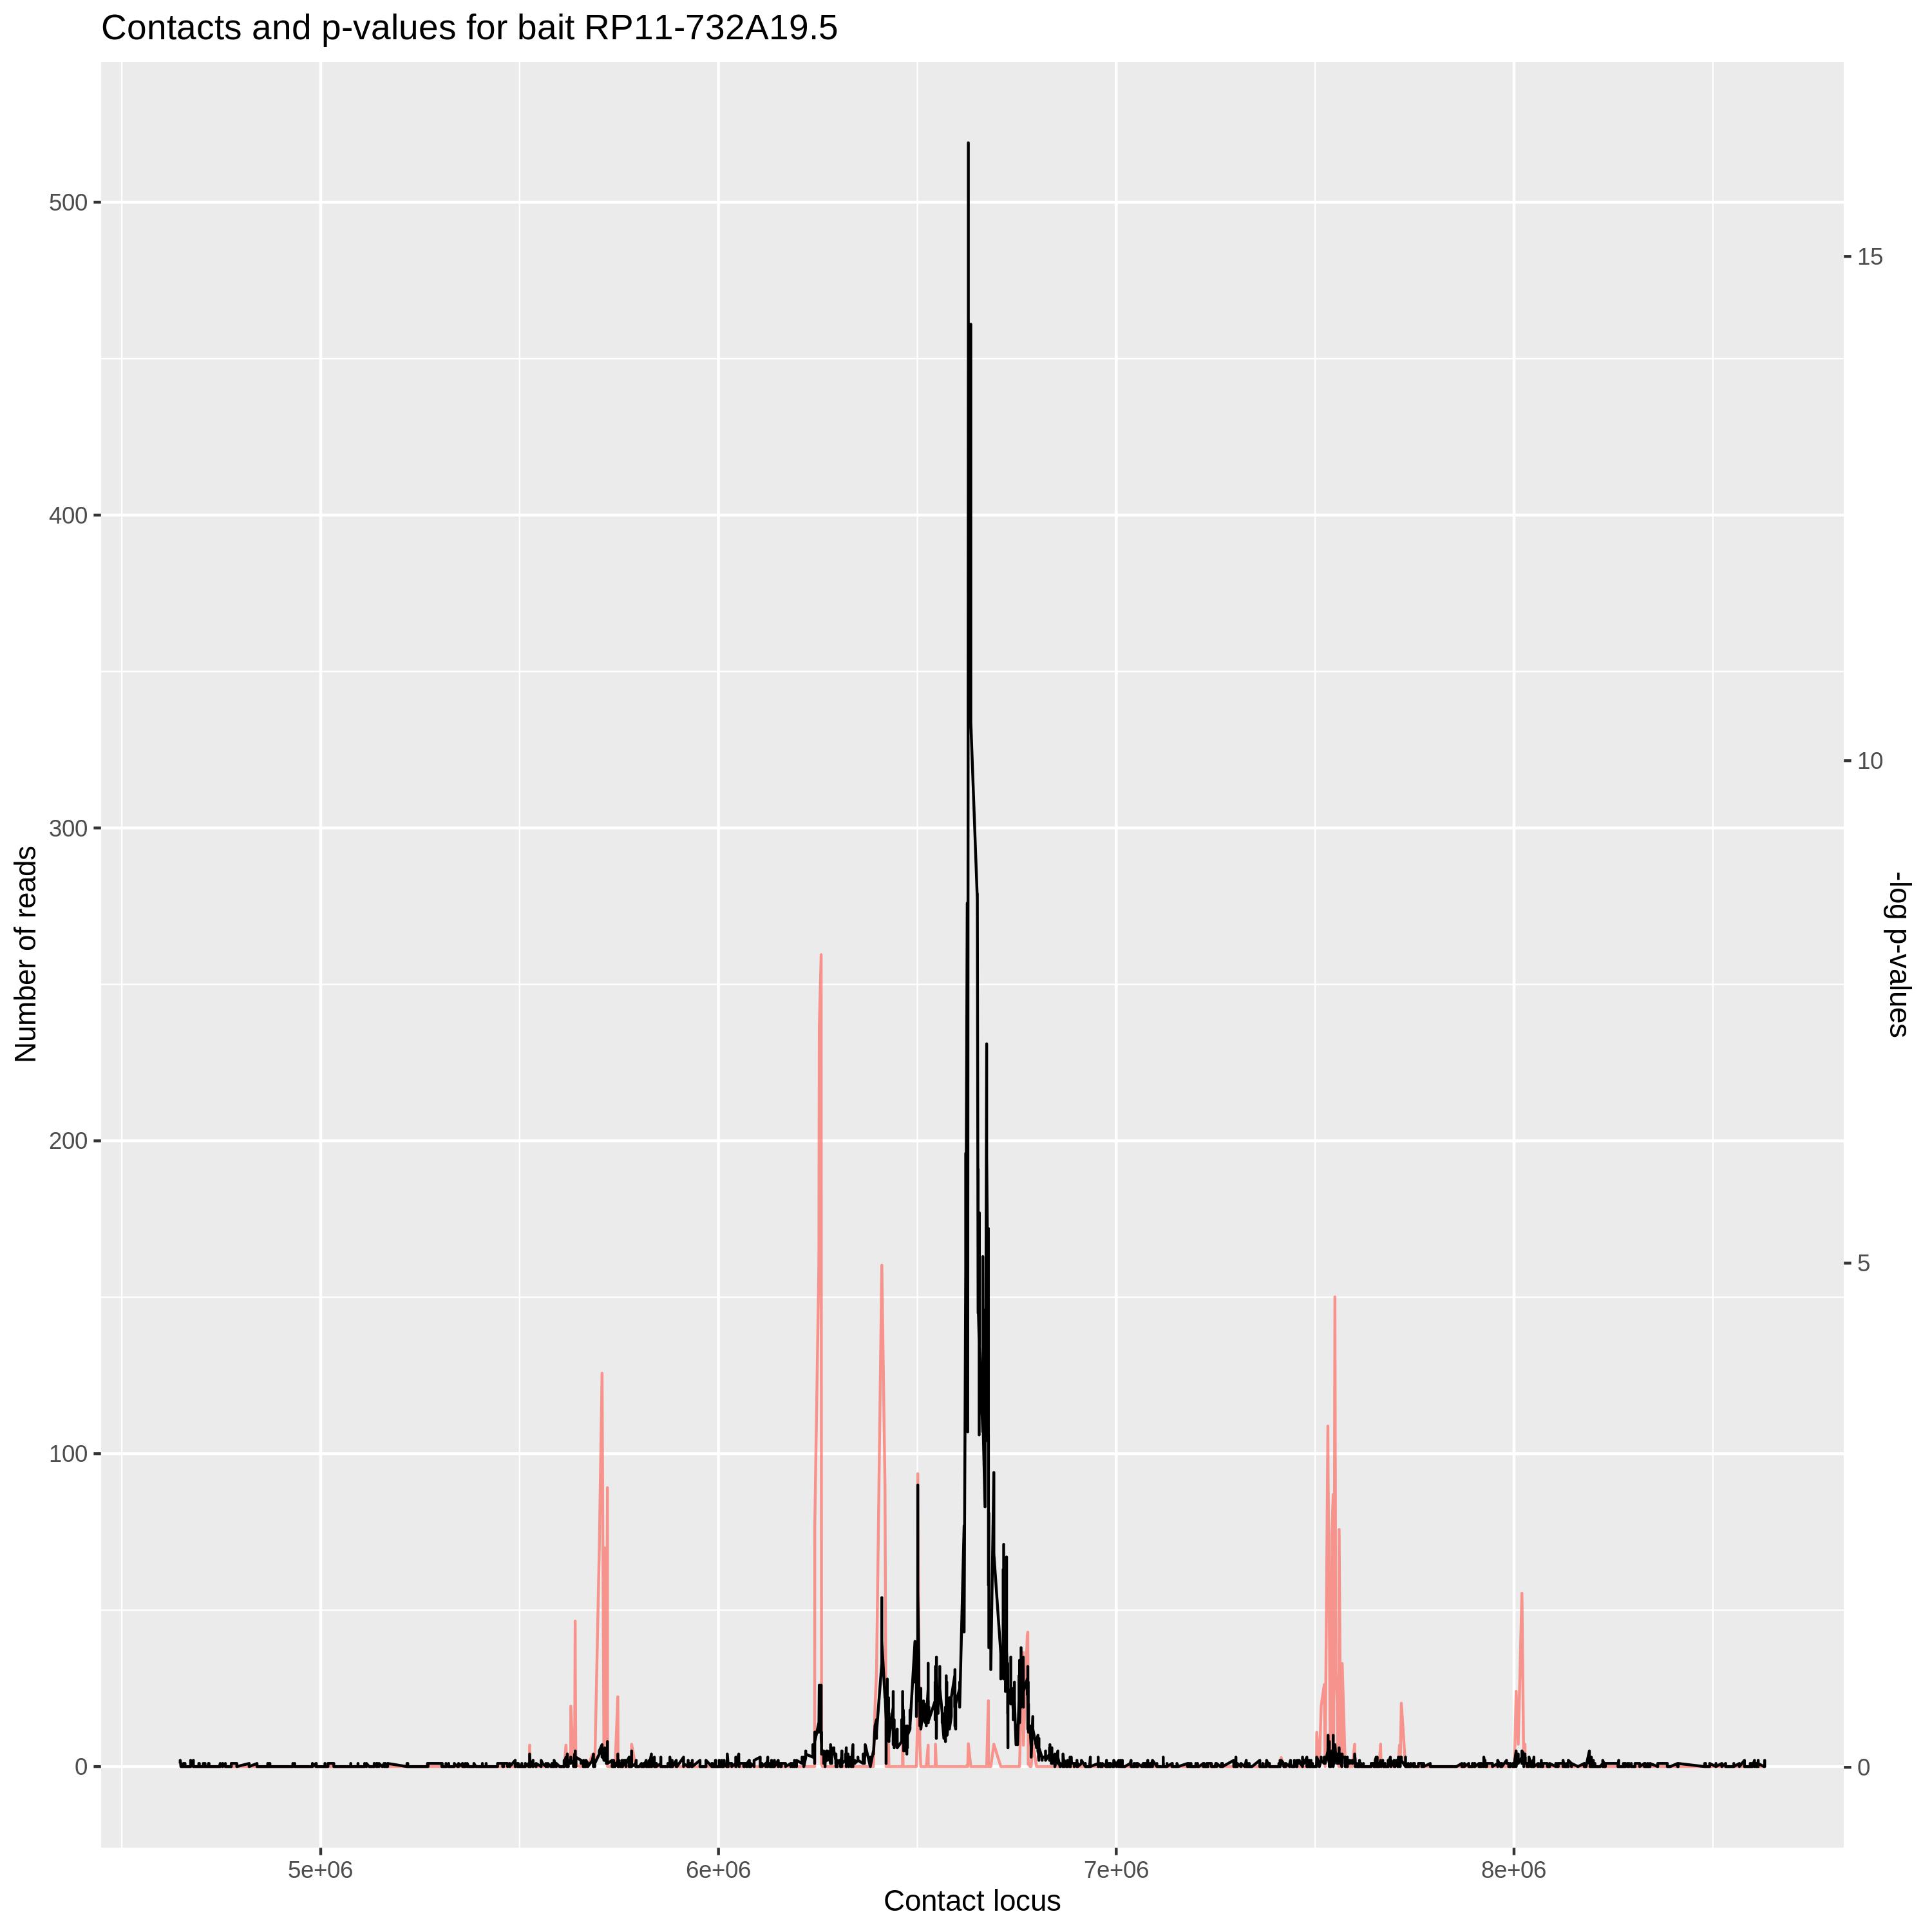 Contacts and p-values for bait RP11-732A19.5
500
400
300
200
100
0
Number of reads
15
10
5
0
-log p-values
5e+06
6e+06
7e+06
8e+06
Contact locus